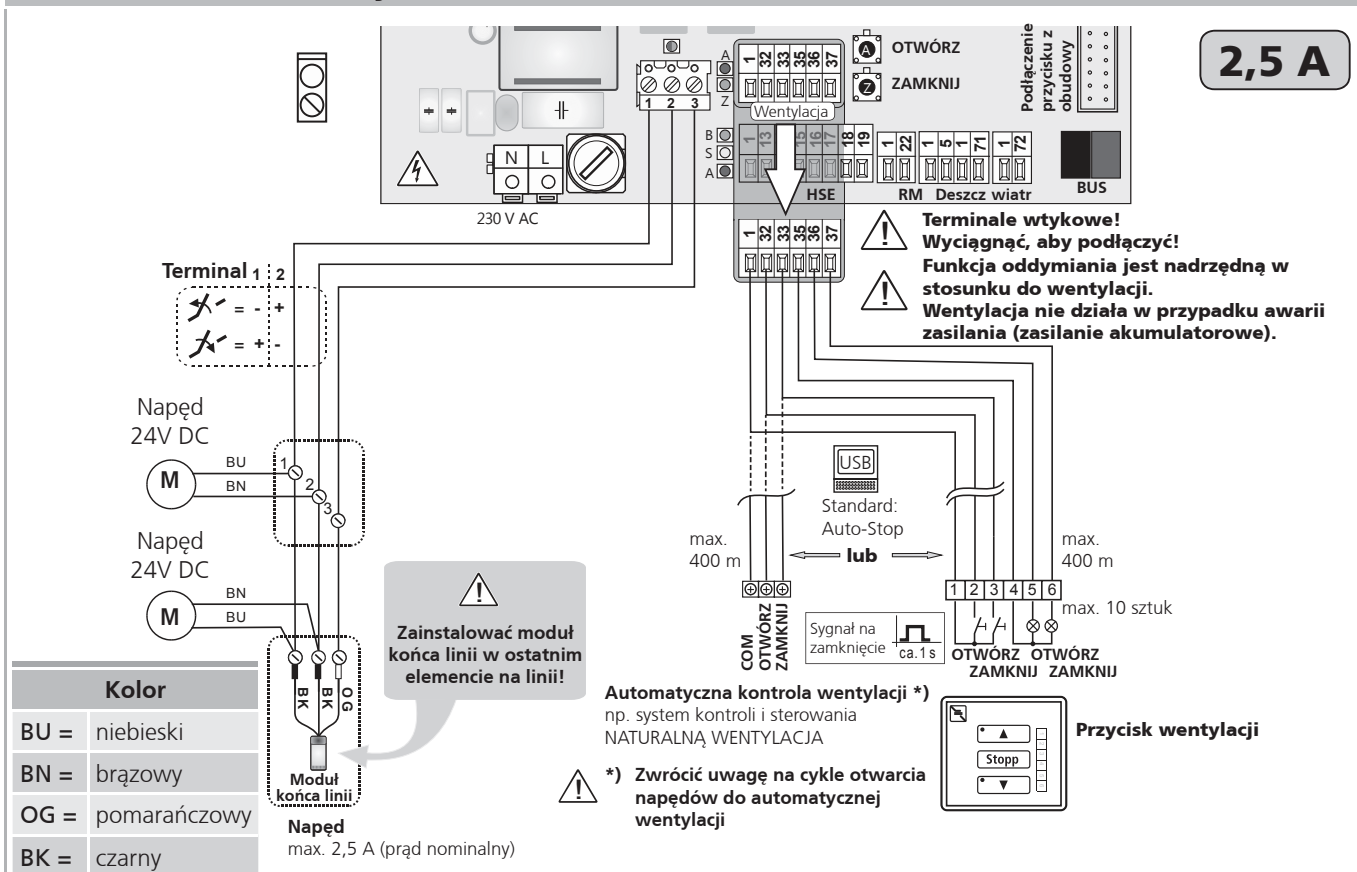 1 32 33 35 36 37
A
Z
OTWÓRZ
ZAMKNIJ
A
Z
Podłączenie
przycisku z
obudowy
2,5 A
1 2 3
Wentylacja
B
S
A
1 13 15 16 17 18 19
1 22
1 5 1 71
1 72
N L
HSE
RM Deszcz wiatr
BUS
230 V AC
1 32 33 35 36 37
Terminale wtykowe!
Wyciągnąć, aby podłączyć!
Funkcja oddymiania jest nadrzędną w
stosunku do wentylacji.
Wentylacja nie działa w przypadku awarii
zasilania (zasilanie akumulatorowe).
Terminal 1 2
= - +
= + -
Napęd
24V DC
M
BU
BN
1
2
3
Napęd
24V DC
M
BN
BU
BK BK OG
Moduł
końca linii
Napęd
max. 2,5 A (prąd nominalny)
Zainstalować moduł
końca linii w ostatnim
elemencie na linii!
USB
Standard:
Auto-Stop
lub
max.
400 m
max.
400 m
COM
OTWÓRZ
ZAMKNIJ
Sygnał na
zamknięcie
ca.1s
1 2 3 4 5 6
max. 10 sztuk
OTWÓRZ OTWÓRZ
ZAMKNIJ ZAMKNIJ
Automatyczna kontrola wentylacji *)
np. system kontroli i sterowania
NATURALNĄ WENTYLACJA
*) Zwrócić uwagę na cykle otwarcia
napędów do automatycznej
wentylacji
Stopp
Przycisk wentylacji
Kolor
BU = niebieski
BN = brązowy
OG = pomarańczowy
BK = czarny